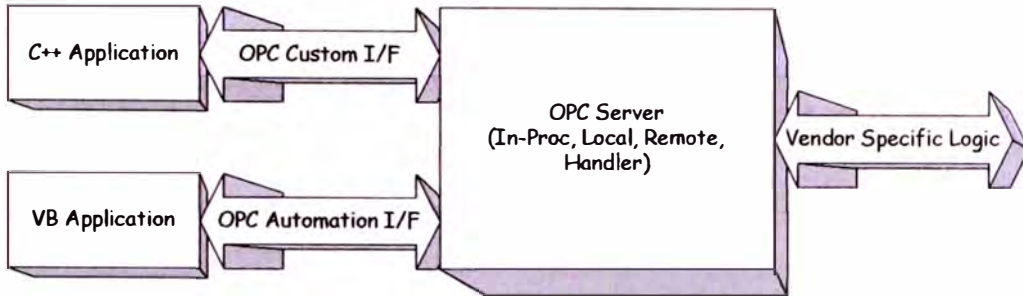 C++ Application
OPC Custom I/F
OPC Server
(In-Proc, Local, Remote,
Handler)
Vendor Specific Logic
VB Application
OPC Automation I/F